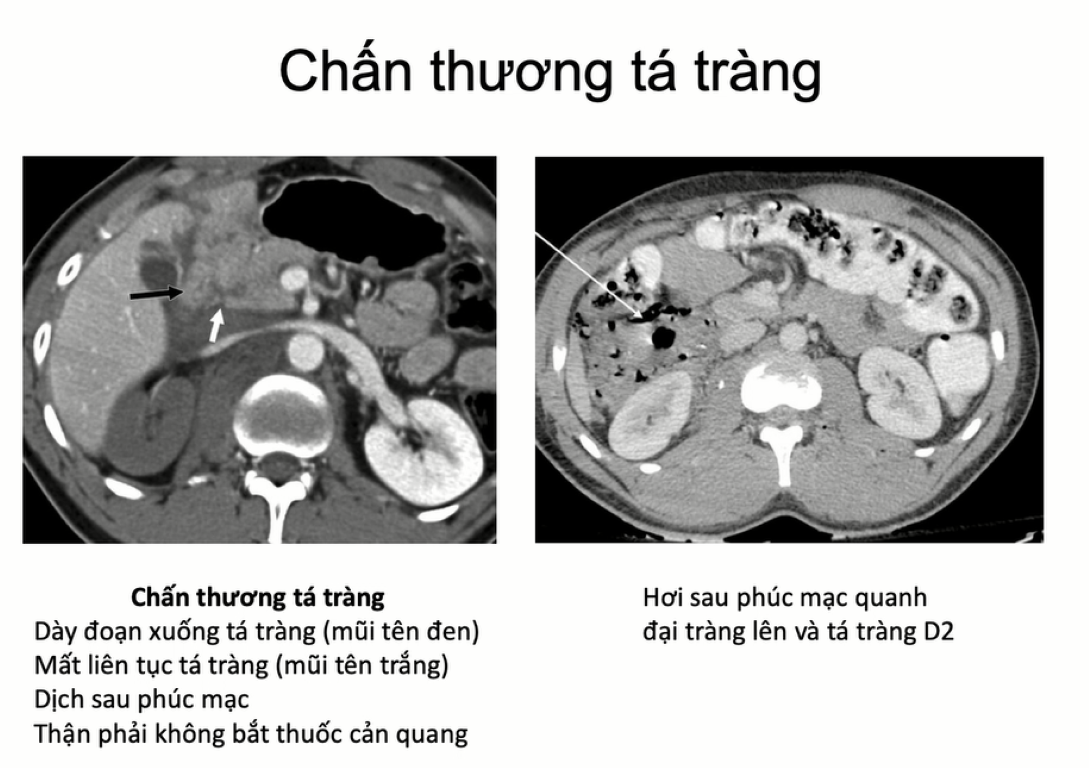 Chấn thương tá tràng
Chấn thương tá tràng
Dày đoạn xuống tá tràng (mũi tên đen)
Mất liên tục tá tràng (mũi tên trắng)
Dịch sau phúc mạc
Thận phải không bắt thuốc cản quang
Hơi sau phúc mạc quanh
đại tràng lên và tá tràng D2